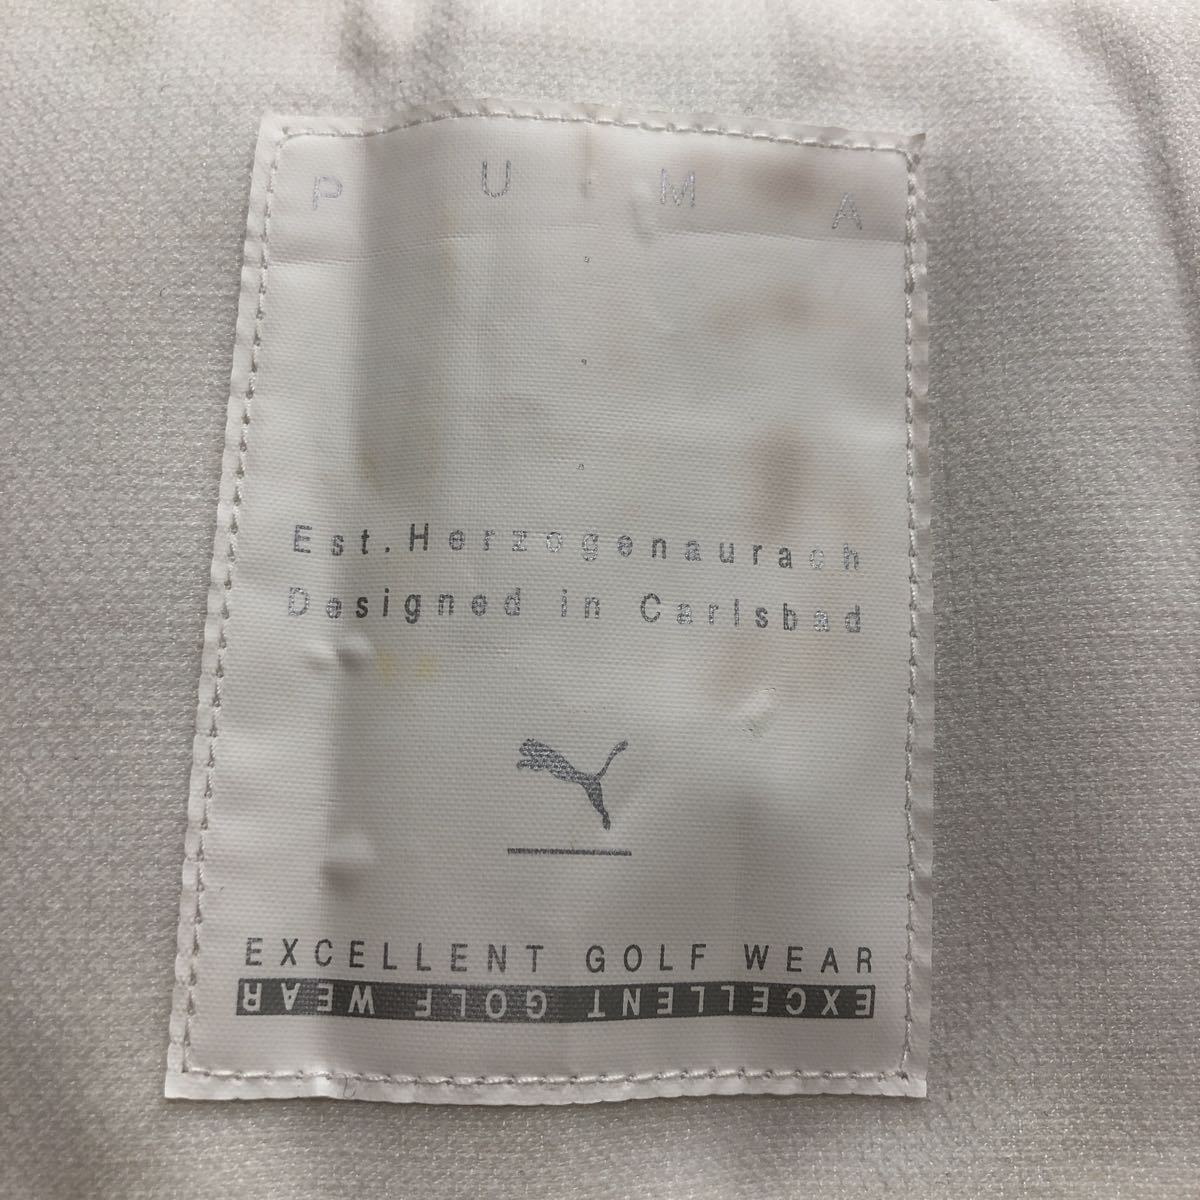 P U M A
Est.Herzogenaurach
Designed in Carlsbad
EXCELLENT GOLF WEAR
EXCELLENT GOLF WEAR